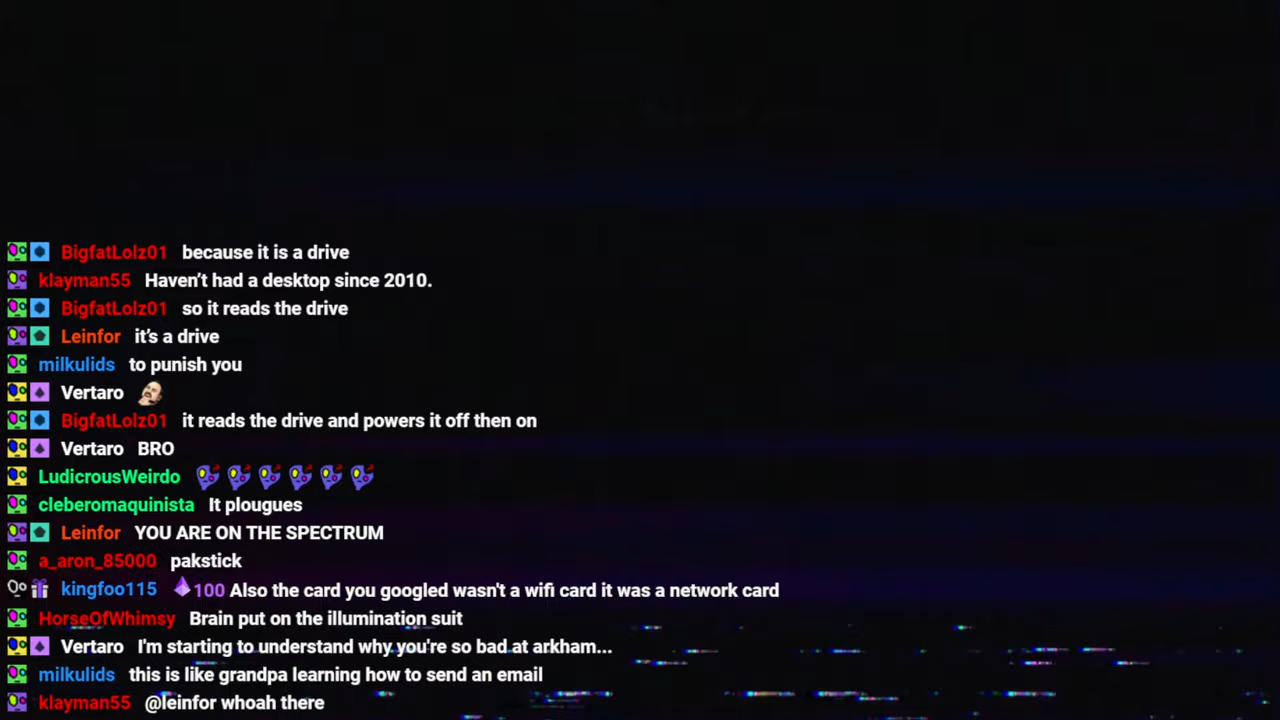 BigfatLolz01 because it is a drive
klayman55 Haven't had a desktop since 2010.
BigfatLolz01 so it reads the drive
Leinfor it's a drive
milkulids to punish you
Vertaro
BigfatLolz01 it reads the drive and powers it off then on
Vertaro BRO
LudicrousWeirdo
cleberomaquinista It plougues
Leinfor YOU ARE ON THE SPECTRUM
a_aron_85000 pakstick
kingfoo115 100 Also the card you googled wasn't a wifi card it was a network card
HorseOfWhimsy Brain put on the illumination suit
Vertaro I'm starting to understand why you're so bad at arkham...
milkulids this is like grandpa learning how to send an email
klayman55 @leinfor whoah there